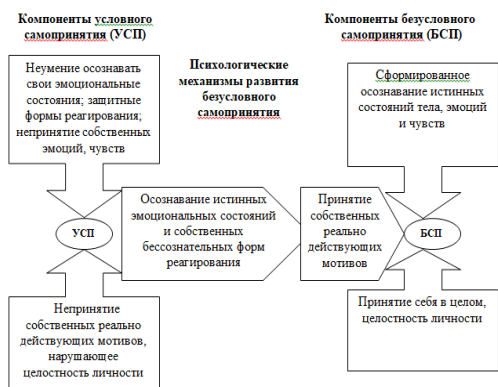 Компоненты условного
самопринятия (УСП)
Психологические
механизмы развития
безусловного
самопринятия
Компоненты безусловного
самопринятия (БСП)
Неумение осознавать
свои эмоциональные
состояния; защитные
формы реагирования;
непринятие собственных
эмоций, чувств
Сформированное
осознавание истинных
состояний тела, эмоций
и чувств
УСП
Осознавание истинных
эмоциональных состояний
и собственных
бессознательных форм
реагирования
Принятие
собственных
реально
действующих
мотивов
БСП
Непринятие
собственных реально
действующих мотивов,
нарушающее
целостность личности
Принятие себя в целом,
целостность личности